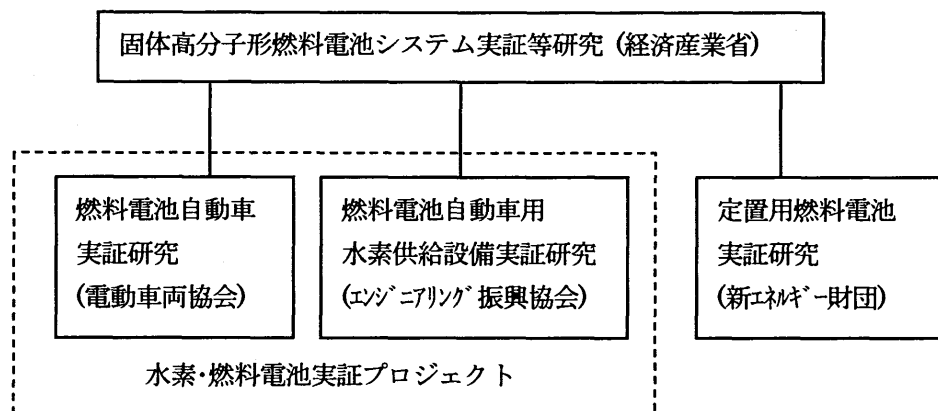 固体高分子形燃料電池システム実証等研究 (経済産業省)
燃料電池自動車
実証研究
(電動車両協会)
燃料電池自動車用
水素供給設備実証研究
(ｴﾝｼﾞﾆｱﾘﾝｸﾞ振興協会)
定置用燃料電池
実証研究
(新ｴﾈﾙｷﾞｰ財団)
水素･燃料電池実証プロジェクト